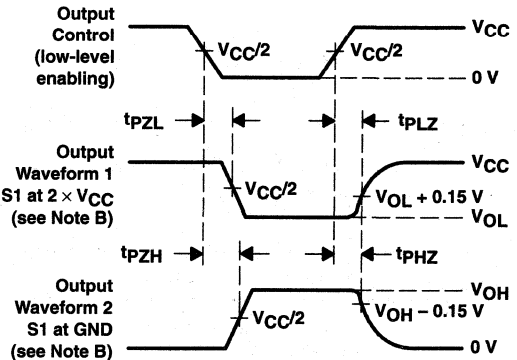 Output
Control
(low-level
enabling)
VCC/2
VCC/2
VCC
0 V
tPZL
tPLZ
Output
Waveform 1
S1 at 2 × VCC
(see Note B)
VCC/2
VCC
VOL + 0.15 V
VOL
tPZH
tPHZ
Output
Waveform 2
S1 at GND
(see Note B)
VCC/2
VOH
VOH − 0.15 V
0 V